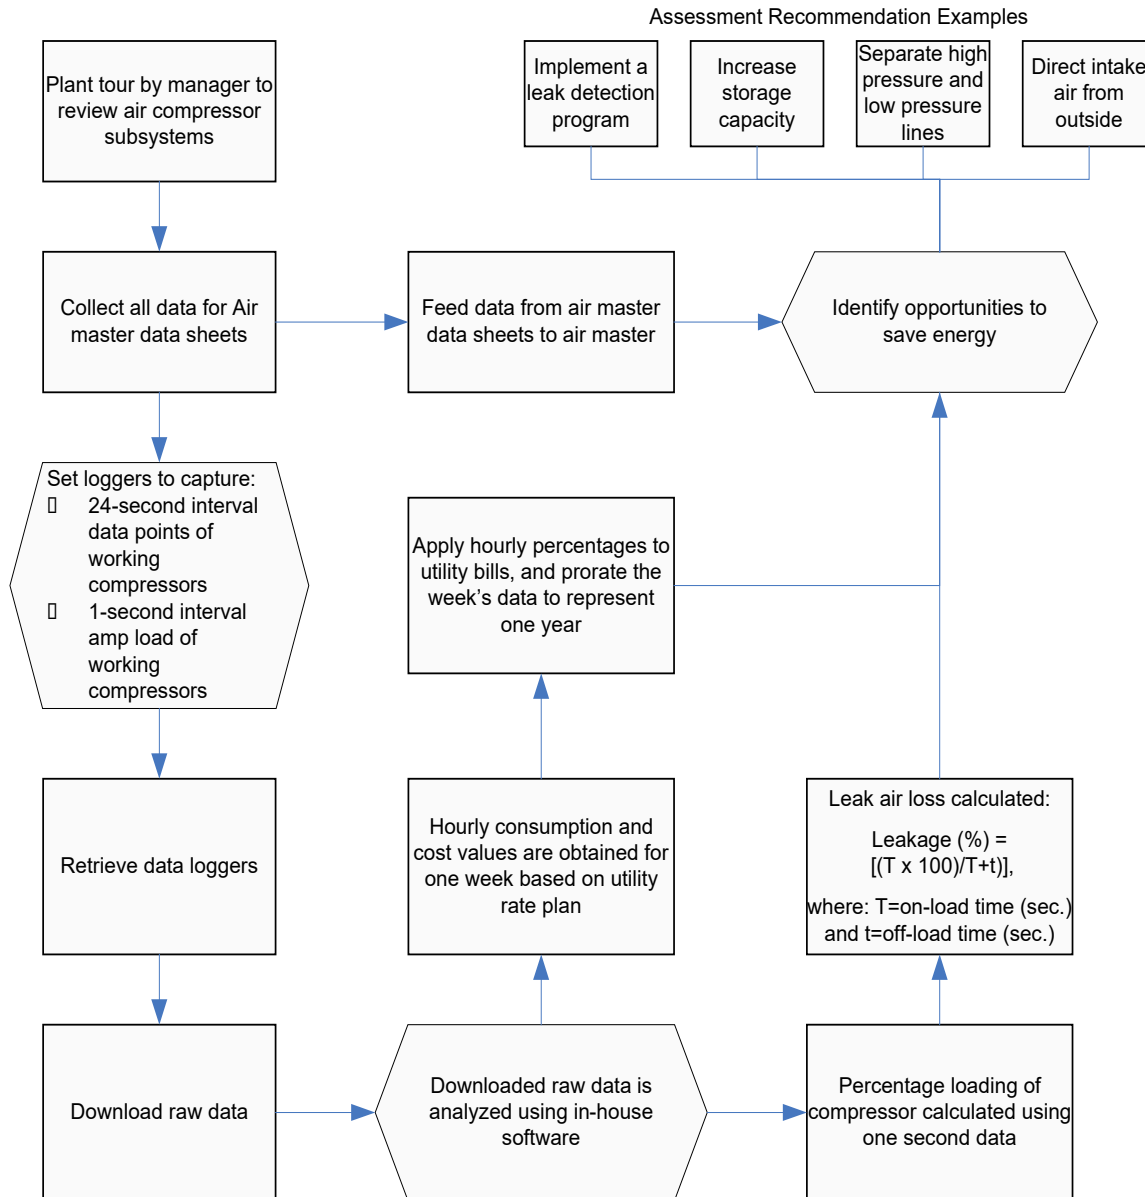 Assessment Recommendation Examples
Plant tour by manager to
review air compressor
subsystems
Implement a
leak detection
program
Increase
storage
capacity
Separate high
pressure and
low pressure
lines
Direct intake
air from
outside
Collect all data for Air
master data sheets
Feed data from air master
data sheets to air master
Identify opportunities to
save energy
Set loggers to capture:
▯ 24-second interval
data points of
working
compressors
▯ 1-second interval
amp load of
working
compressors
Apply hourly percentages to
utility bills, and prorate the
week’s data to represent
one year
Retrieve data loggers
Hourly consumption and
cost values are obtained for
one week based on utility
rate plan
Leak air loss calculated:
Leakage (%) =
[(T x 100)/T+t)],
where: T=on-load time (sec.)
and t=off-load time (sec.)
Download raw data
Downloaded raw data is
analyzed using in-house
software
Percentage loading of
compressor calculated using
one second data